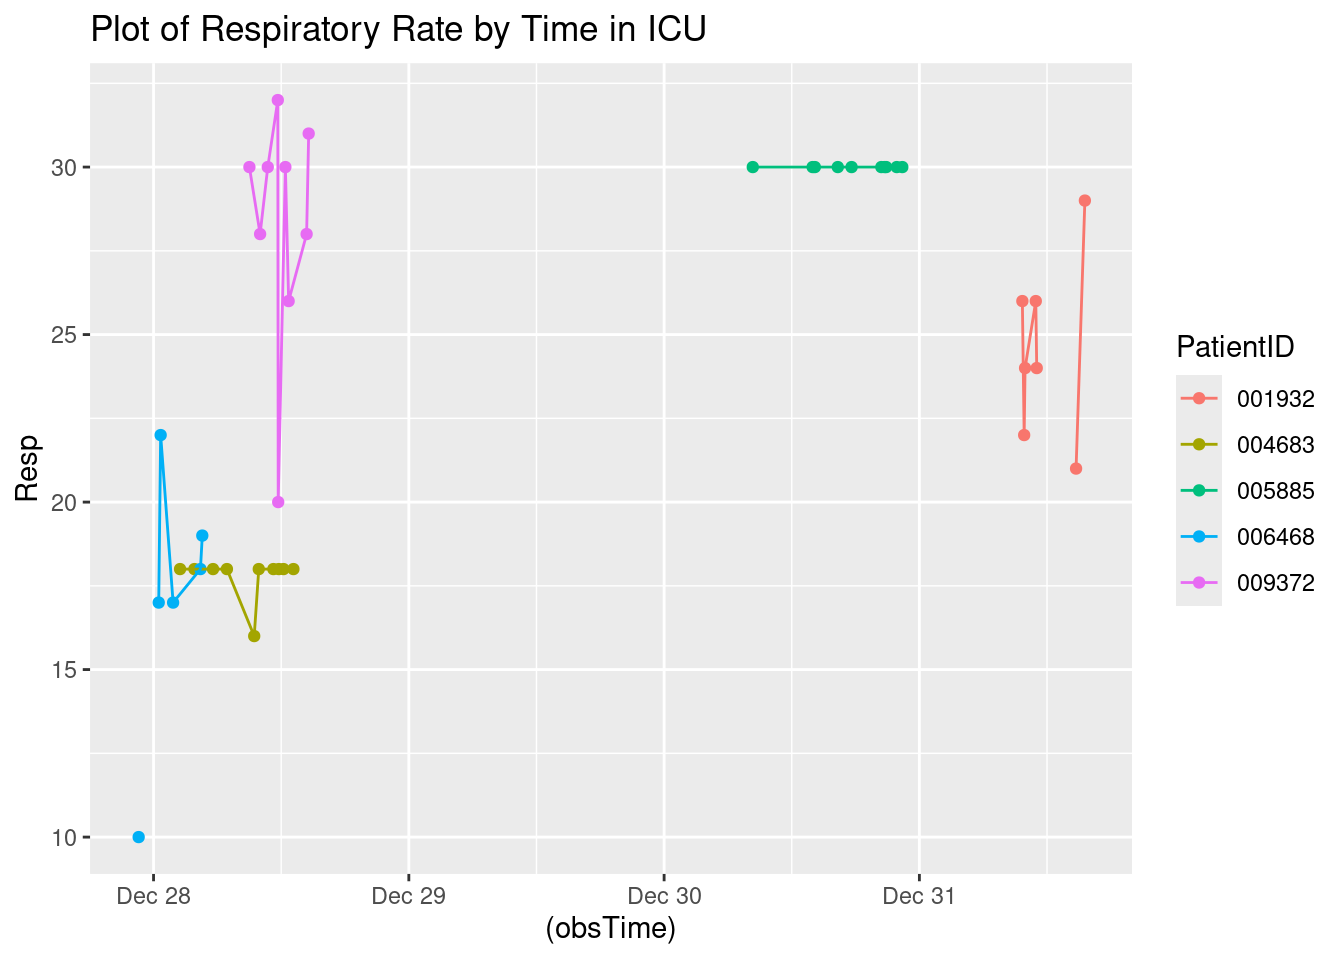 Plot of Respiratory Rate by Time in ICU
30
25
20
15
10
Resp
Dec 28
Dec 29
Dec 30
Dec 31
(obsTime)
PatientID
001932
004683
005885
006468
009372